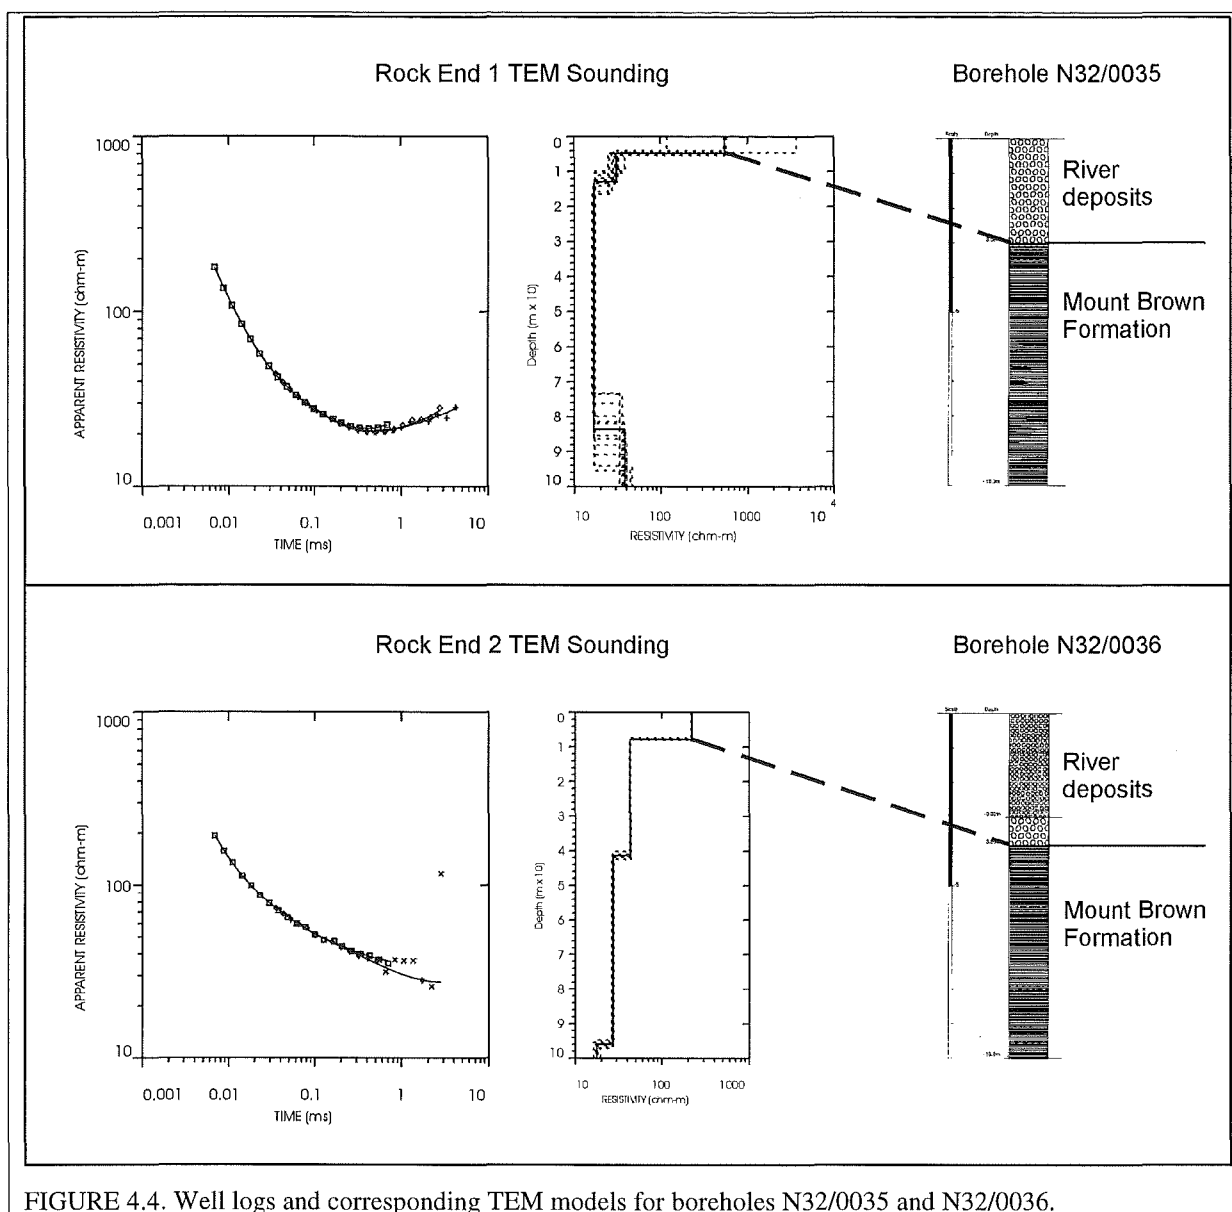 Rock End 1 TEM Sounding
Borehole N32/0035
1000
100
10
APPARENT RESISTIVITY (ohm-m)
0.001 0.01 0.1 1 10
TIME (ms)
0
1
2
3
4
5
6
7
8
9
10
Depth (m x 10)
10 100 1000 10 4
RESISTIVITY (ohm-m)
Scale Depth
River
deposits
Mount Brown
Formation
Rock End 2 TEM Sounding
Borehole N32/0036
1000
100
10
APPARENT RESISTIVITY (ohm-m)
0.001 0.01 0.1 1 10
TIME (ms)
0
1
2
3
4
5
6
7
8
9
10
Depth (m x 10)
10 100 1000
RESISTIVITY (ohm-m)
Scale Depth
River
deposits
Mount Brown
Formation
FIGURE 4.4. Well logs and corresponding TEM models for boreholes N32/0035 and N32/0036.